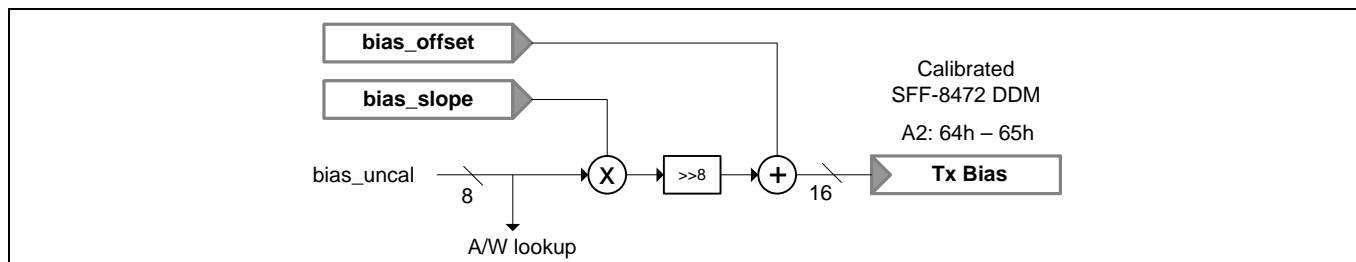 bias_offset
bias_slope
Calibrated
SFF-8472 DDM
A2: 64h – 65h
bias_uncal
8
X
>>8
+
16
Tx Bias
A/W lookup